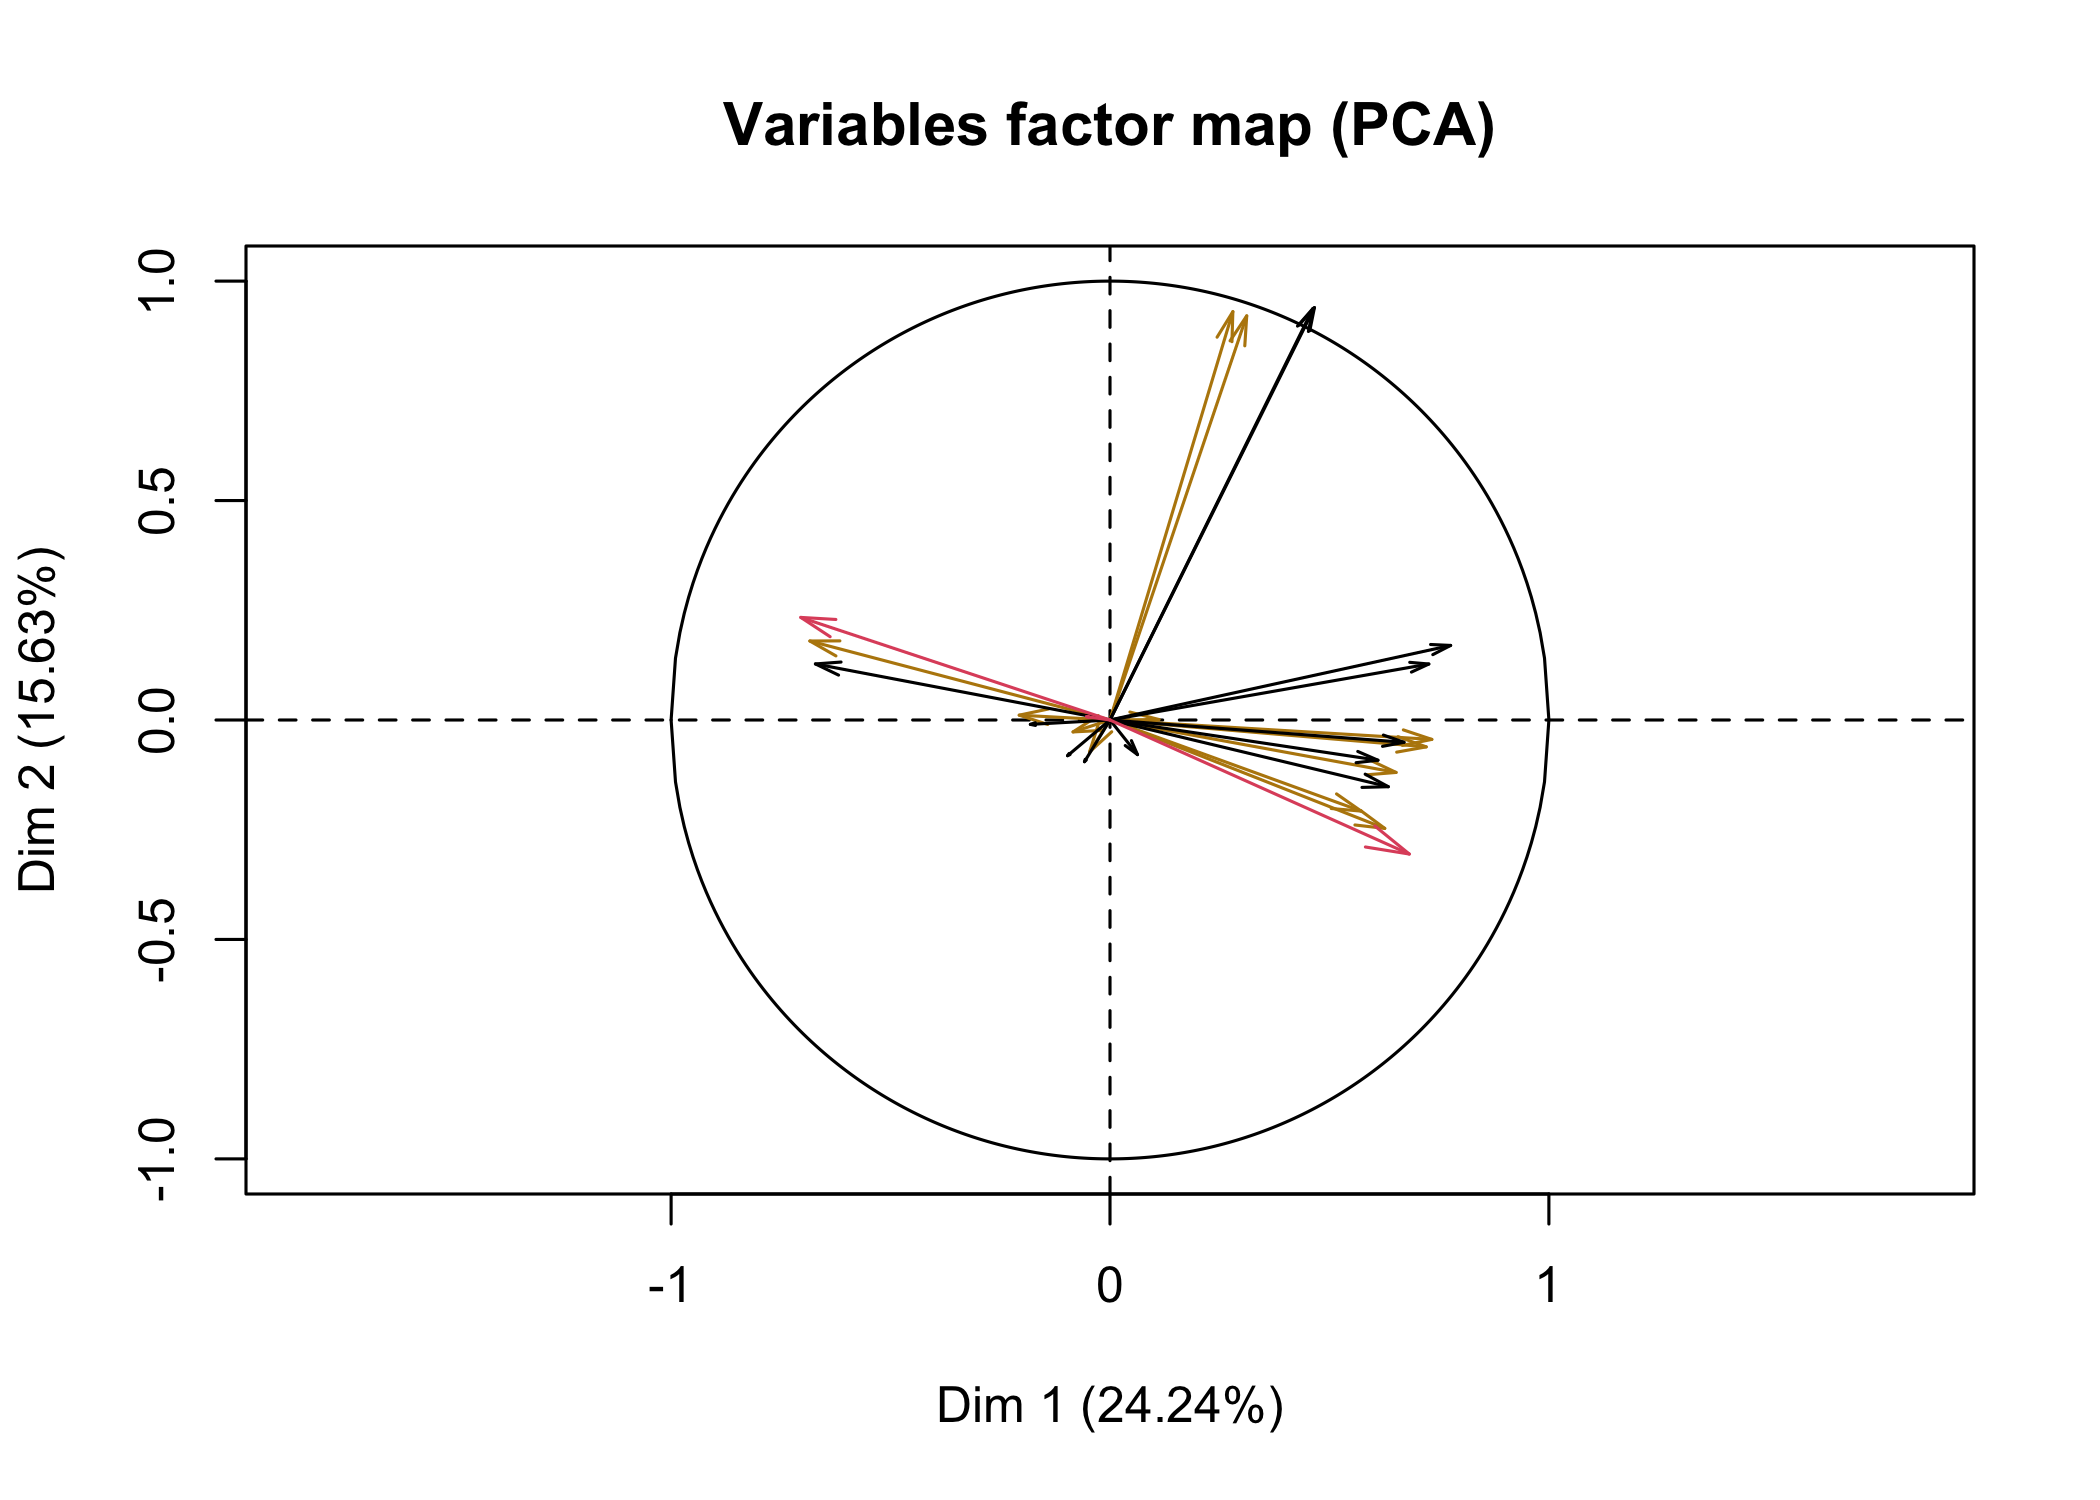 Variables factor map (PCA)
1.0
0.5
0.0
-0.5
-1.0
Dim 2 (15.63%)
-1
0
1
Dim 1 (24.24%)